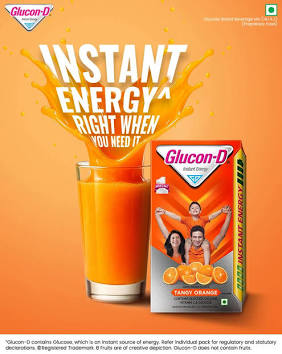 Glucon-D
Instant Energy
INSTANT
ENERGY^
RIGHT WHEN
YOU NEED IT
Glucon-D
Instant Energy
INSTANT ENERGY
TANGY ORANGE
^Glucon-D contains Glucose, which is an instant source of energy. Refer individual pack for regulatory and statutory
declarations. ®Registered Trademark. & Fruits are of creative depiction. Glucon-D does not contain fruits.